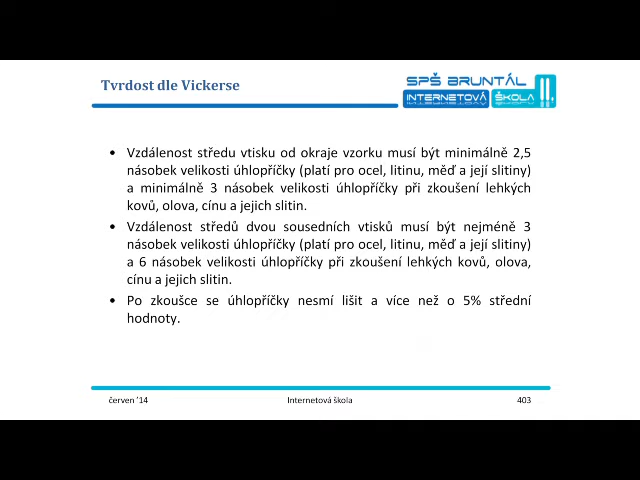 Tvrdost dle Vickerse
SPŠ BRUNTÁL
INTERNETOVÁ ŠKOLA
• Vzdálenost středu vtisku od okraje vzorku musí být minimálně 2,5
násobek velikosti úhlopříčky (platí pro ocel, litinu, měď a její slitiny)
a minimálně 3 násobek velikosti úhlopříčky při zkoušení lehkých
kovů, olova, cínu a jejich slitin.
• Vzdálenost středů dvou sousedních vtisků musí být nejméně 3
násobek velikosti úhlopříčky (platí pro ocel, litinu, měď a její slitiny)
a 6 násobek velikosti úhlopříčky při zkoušení lehkých kovů, olova,
cínu a jejich slitin.
• Po zkoušce se úhlopříčky nesmí lišit a více než o 5% střední
hodnoty.
červen ’14
Internetová škola
403